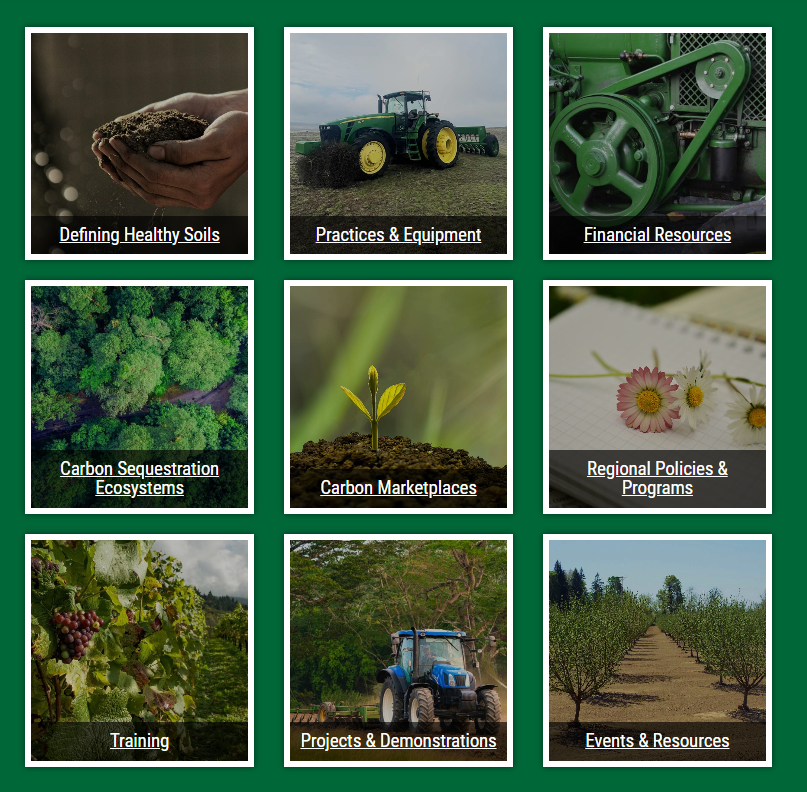 Defining Healthy Soils
Practices & Equipment
Financial Resources
Carbon Sequestration
Ecosystems
Carbon Marketplaces
Regional Policies &
Programs
Training
Projects & Demonstrations
Events & Resources